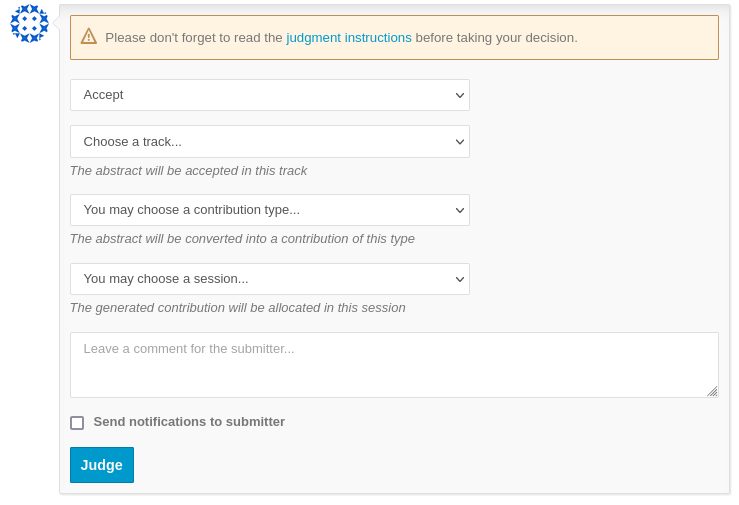 Please don't forget to read the judgment instructions before taking your decision.
Accept
Choose a track...
The abstract will be accepted in this track
You may choose a contribution type...
The abstract will be converted into a contribution of this type
You may choose a session...
The generated contribution will be allocated in this session
Leave a comment for the submitter...
Send notifications to submitter
Judge